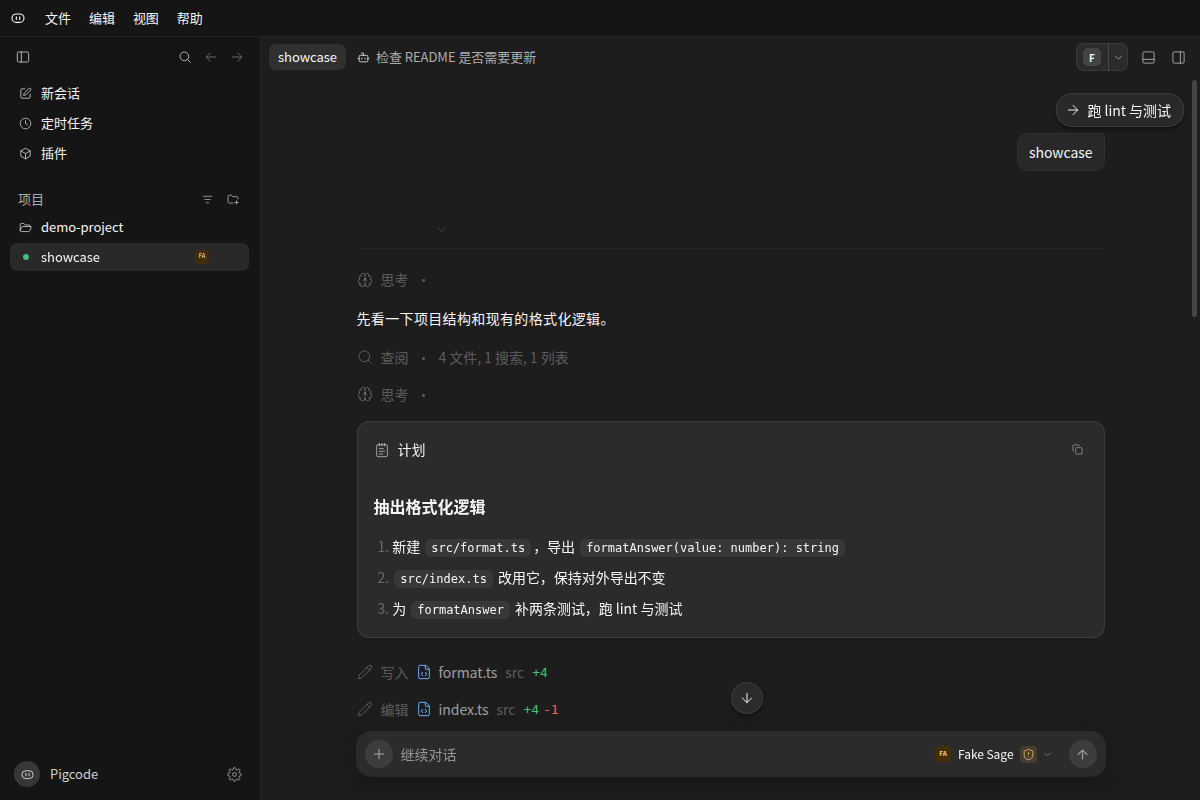 文件 编辑 视图 帮助
showcase 检查 README 是否需要更新 F
新会话
定时任务
插件
项目
demo-project
showcase FA
跑 lint 与测试
showcase
思考 •
先看一下项目结构和现有的格式化逻辑。
查阅 • 4 文件, 1 搜索, 1 列表
思考 •
计划
抽出格式化逻辑
1. 新建 src/format.ts ，导出 formatAnswer(value: number): string
2. src/index.ts 改用它，保持对外导出不变
3. 为 formatAnswer 补两条测试，跑 lint 与测试
写入 format.ts src +4
编辑 index.ts src +4 -1
继续对话 FA Fake Sage
Pigcode